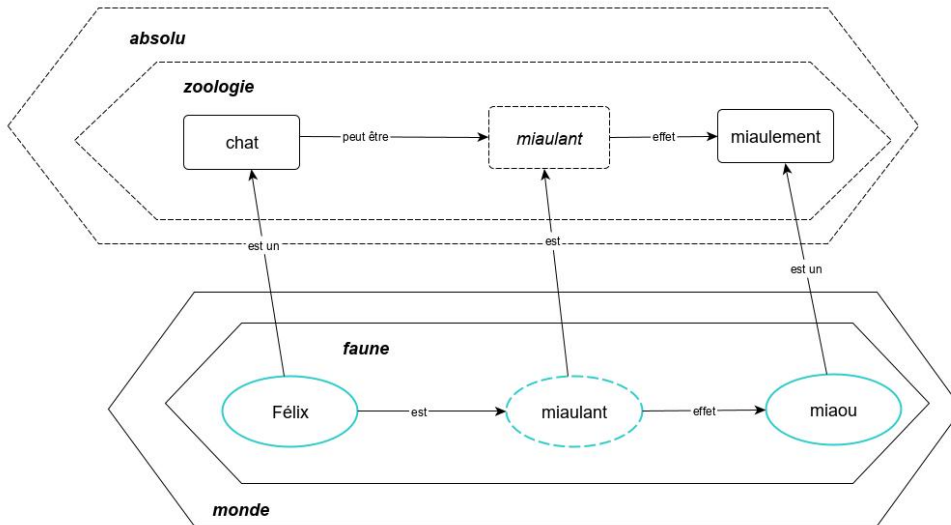 absolu
zoologie
chat
peut être
miaulant
effet
miaulement
est un
est
est un
faune
Félix
est
miaulant
effet
miaou
monde